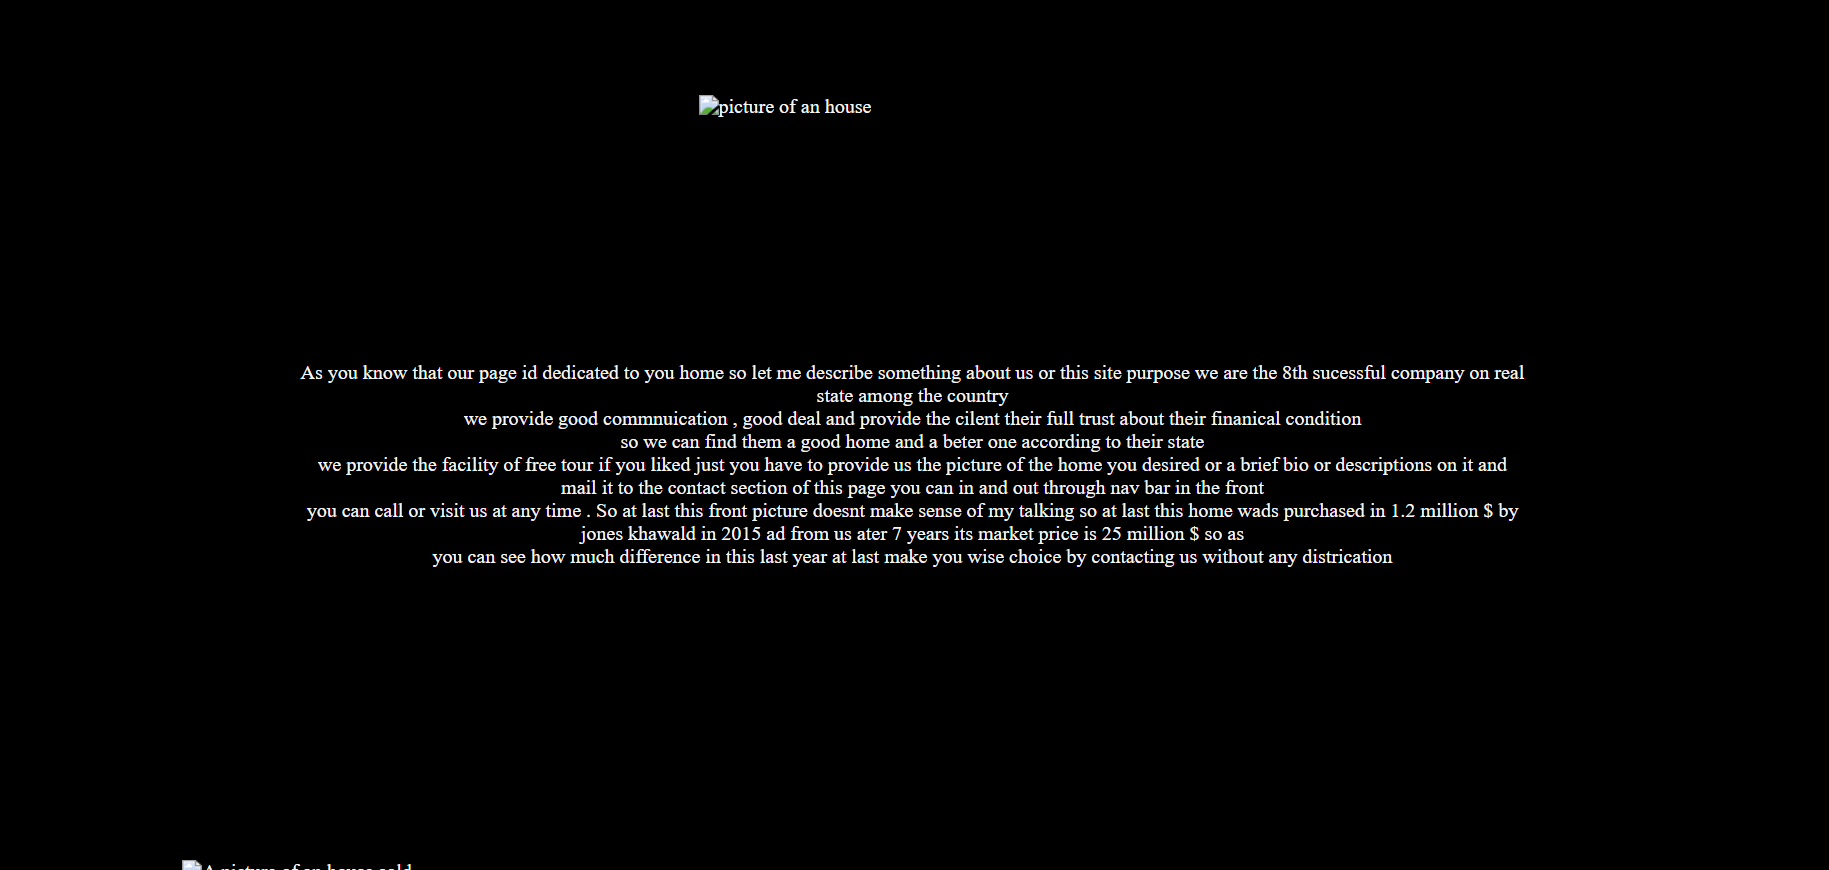 picture of an house
As you know that our page id dedicated to you home so let me describe something about us or this site purpose we are the 8th sucessful company on real
state among the country
we provide good commnuication , good deal and provide the cilent their full trust about their finanical condition
so we can find them a good home and a beter one according to their state
we provide the facility of free tour if you liked just you have to provide us the picture of the home you desired or a brief bio or descriptions on it and
mail it to the contact section of this page you can in and out through nav bar in the front
you can call or visit us at any time . So at last this front picture doesnt make sense of my talking so at last this home wads purchased in 1.2 million $ by
jones khawald in 2015 ad from us ater 7 years its market price is 25 million $ so as
you can see how much difference in this last year at last make you wise choice by contacting us without any districation
A picture of an house sold